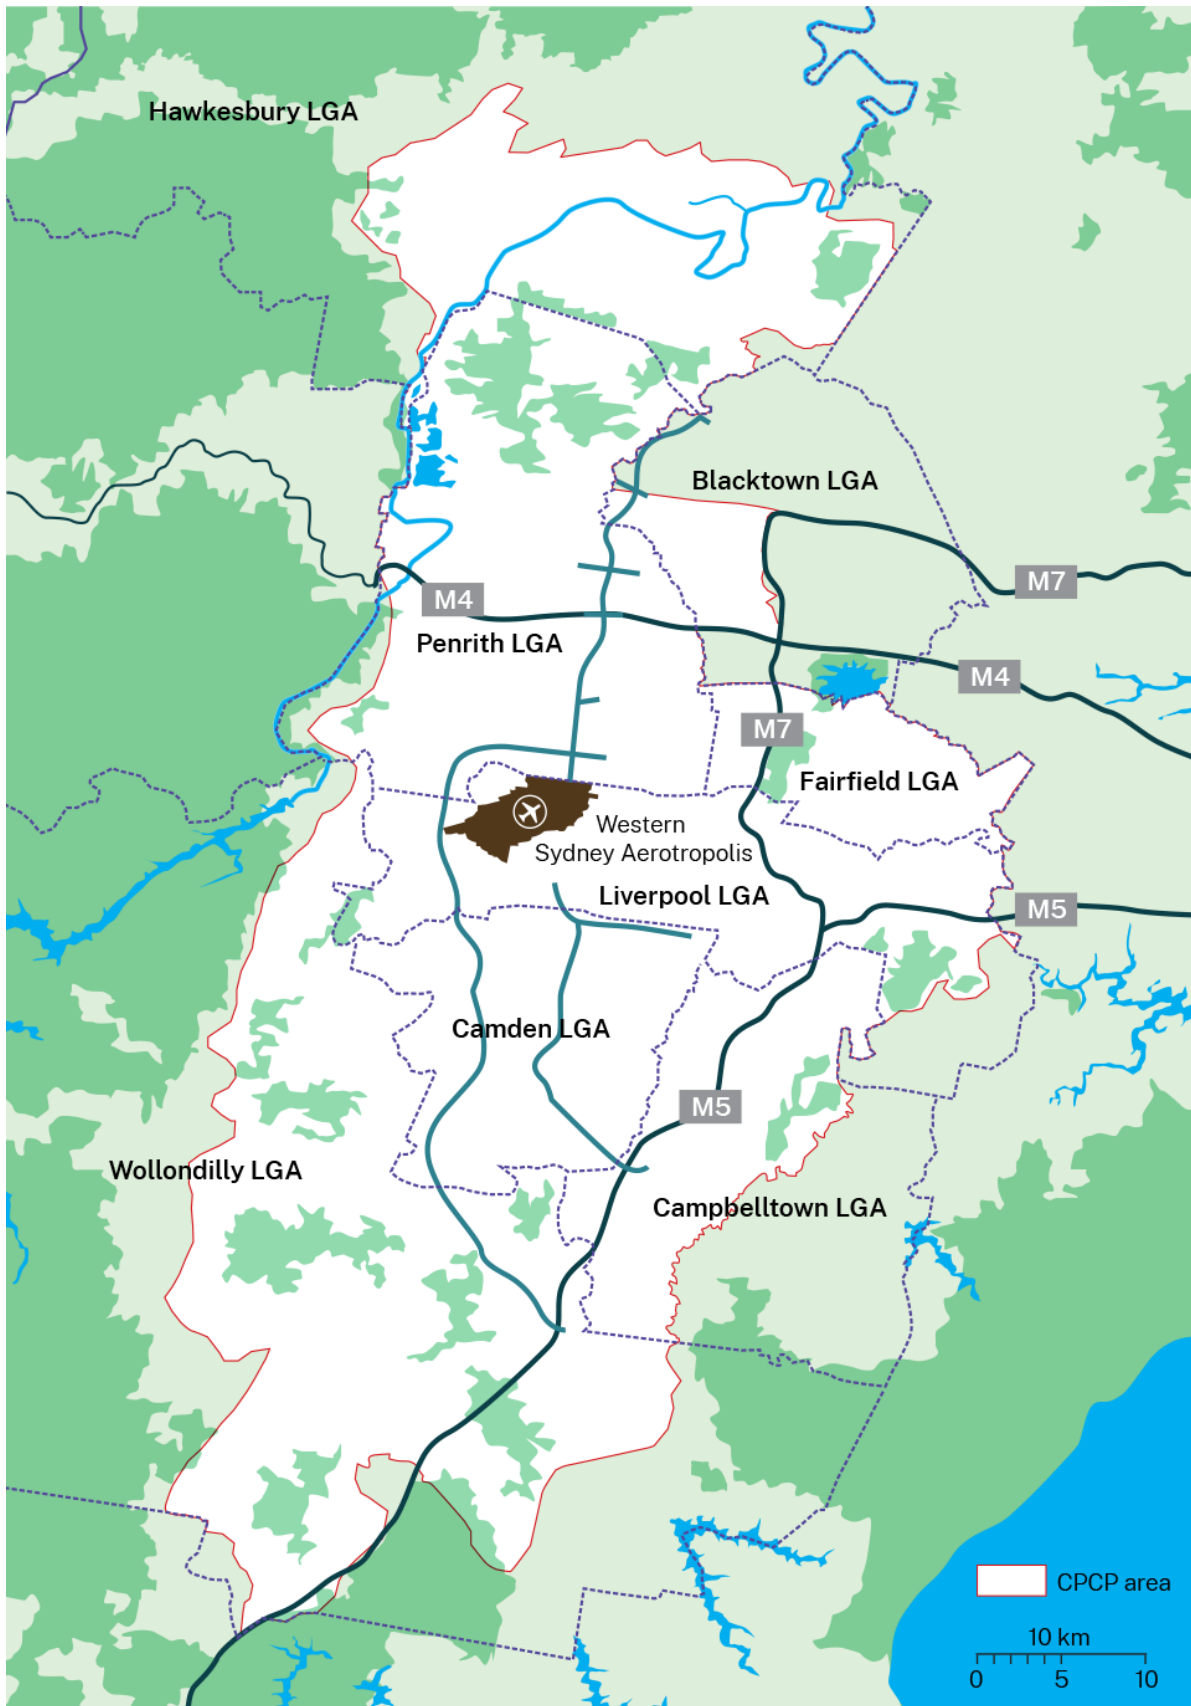 Hawkesbury LGA
Blacktown LGA
M7
M4
Penrith LGA
M4
M7
Fairfield LGA
Western
Sydney Aerotropolis
Liverpool LGA
M5
Camden LGA
M5
Wollondilly LGA
Campbelltown LGA
CPCP area
10 km
0 5 10